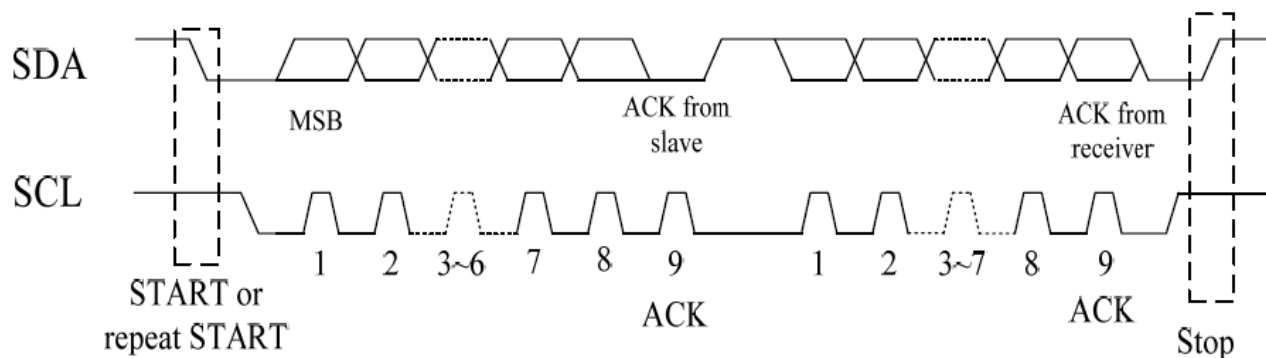 SDA
MSB
ACK from
slave
ACK from
receiver
SCL
1 2 3~6 7 8 9 1 2 3~7 8 9
START or
repeat START
ACK
ACK
Stop